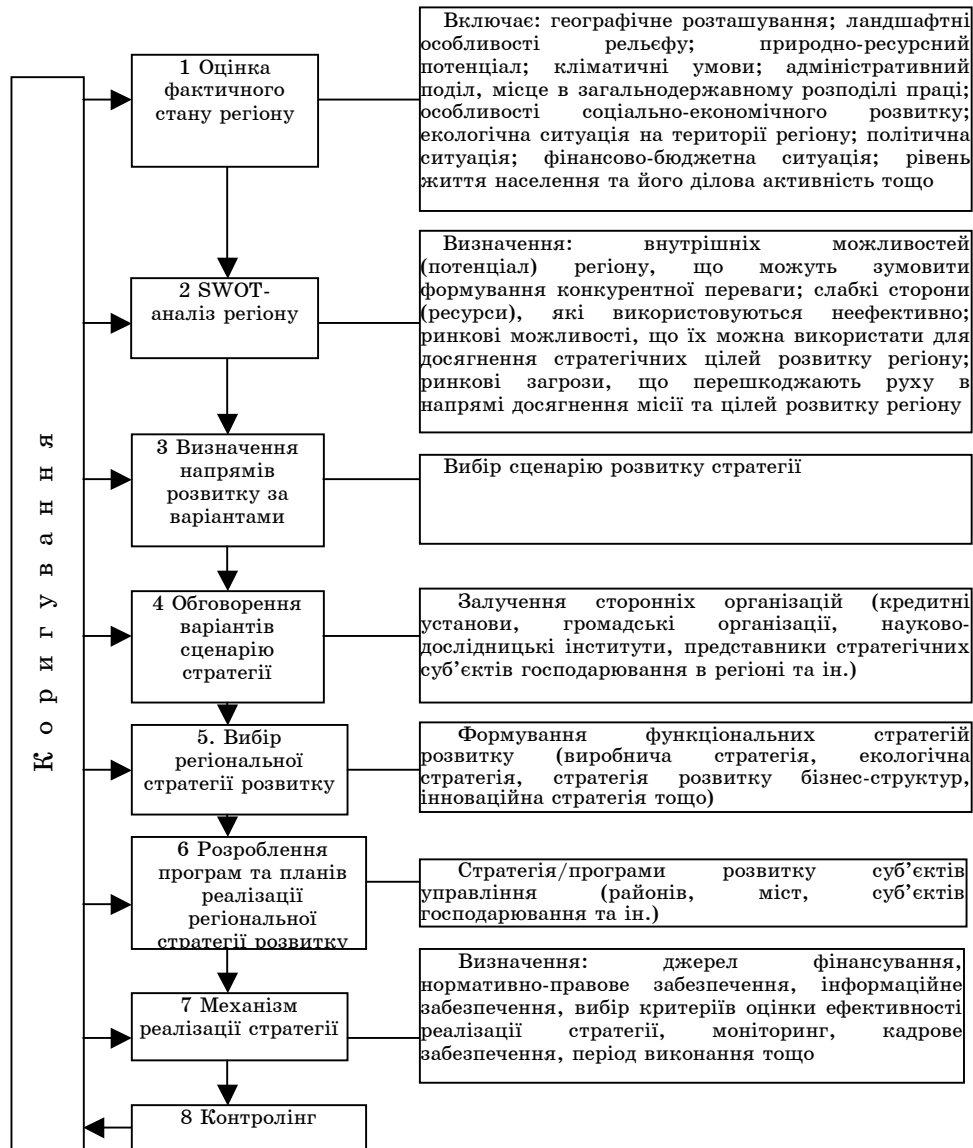 Коригування
1 Оцінка
фактичного
стану регіону
Включає: географічне розташування; ландшафтні
особливості рельєфу; природно-ресурсний
потенціал; кліматичні умови; адміністративний
поділ, місце в загальнодержавному розподілі праці;
особливості соціально-економічного розвитку;
екологічна ситуація на території регіону; політична
ситуація; фінансово-бюджетна ситуація; рівень
життя населення та його ділова активність тощо
2 SWOT-
аналіз регіону
Визначення: внутрішніх можливостей
(потенціал) регіону, що можуть зумовити
формування конкурентної переваги; слабкі сторони
(ресурси), які використовуються неефективно;
ринкові можливості, що їх можна використати для
досягнення стратегічних цілей розвитку регіону;
ринкові загрози, що перешкоджають руху в
напрямі досягнення місії та цілей розвитку регіону
3 Визначення
напрямів
розвитку за
варіантами
Вибір сценарію розвитку стратегії
4 Обговорення
варіантів
сценарію
стратегії
Залучення сторонніх організацій (кредитні
установи, громадські організації, науково-
дослідницькі інститути, представники стратегічних
суб’єктів господарювання в регіоні та ін.)
5. Вибір
регіональної
стратегії розвитку
Формування функціональних стратегій
розвитку (виробнича стратегія, екологічна
стратегія, стратегія розвитку бізнес-структур,
інноваційна стратегія тощо)
6 Розроблення
програм та планів
реалізації
регіональної
стратегії розвитку
Стратегія/програми розвитку суб’єктів
управління (районів, міст, суб’єктів
господарювання та ін.)
7 Механізм
реалізації стратегії
Визначення: джерел фінансування,
нормативно-правове забезпечення, інформаційне
забезпечення, вибір критеріїв оцінки ефективності
реалізації стратегії, моніторинг, кадрове
забезпечення, період виконання тощо
8 Контролінг